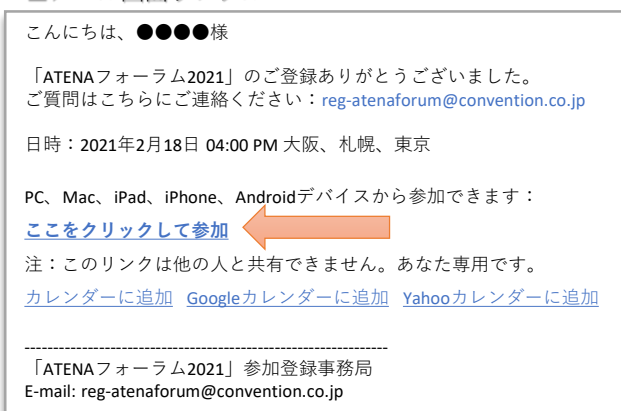 こんにちは、●●●●様
「ATENAフォーラム2021」のご登録ありがとうございました。
ご質問はこちらにご連絡ください：reg-atenaforum@convention.co.jp
日時：2021年2月18日 04:00 PM 大阪、札幌、東京
PC、Mac、iPad、iPhone、Androidデバイスから参加できます：
ここをクリックして参加
注：このリンクは他の人と共有できません。あなた専用です。
カレンダーに追加 Googleカレンダーに追加 Yahooカレンダーに追加
----------------------------------------------------------------
「ATENAフォーラム2021」参加登録事務局
E-mail: reg-atenaforum@convention.co.jp